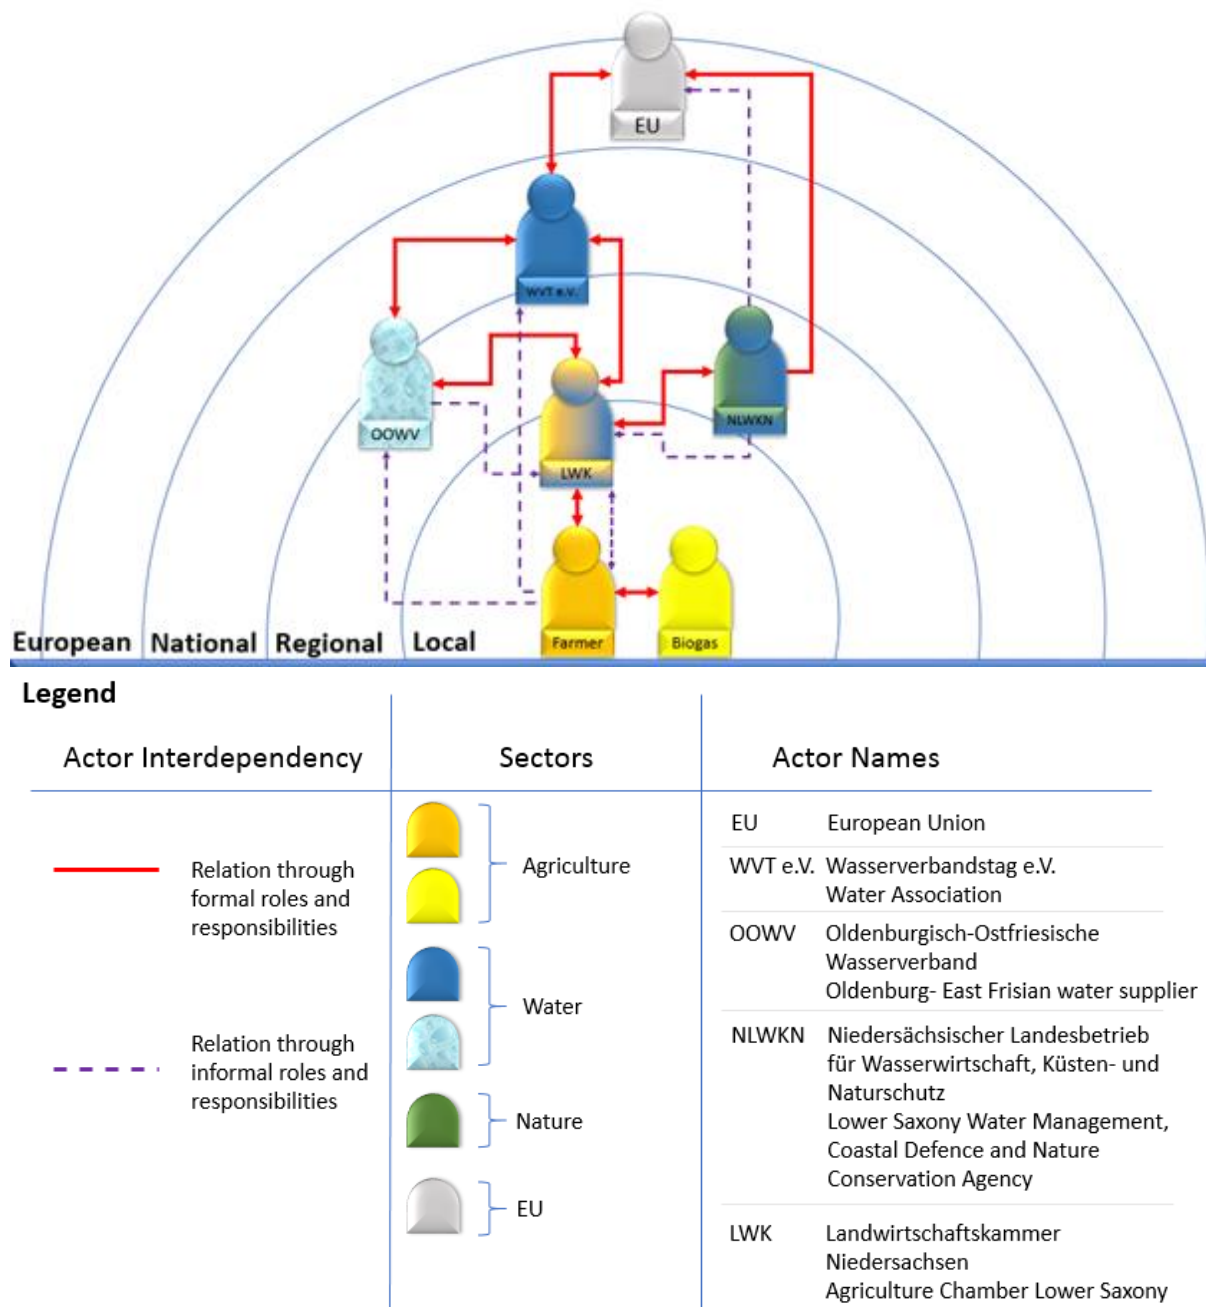 EU
WVT e.V.
OOWV
NLWKN
LWK
Farmer
Biogas
European
National
Regional
Local
Legend
Actor Interdependency
Relation through
formal roles and
responsibilities
Relation through
informal roles and
responsibilities
Sectors
Agriculture
Water
Nature
EU
Actor Names
EU European Union
WVT e.V. Wasserverbandstag e.V.
Water Association
OOWV Oldenburgisch-Ostfriesische
Wasserverband
Oldenburg- East Frisian water supplier
NLWKN Niedersächsischer Landesbetrieb
für Wasserwirtschaft, Küsten- und
Naturschutz
Lower Saxony Water Management,
Coastal Defence and Nature
Conservation Agency
LWK Landwirtschaftskammer
Niedersachsen
Agriculture Chamber Lower Saxony